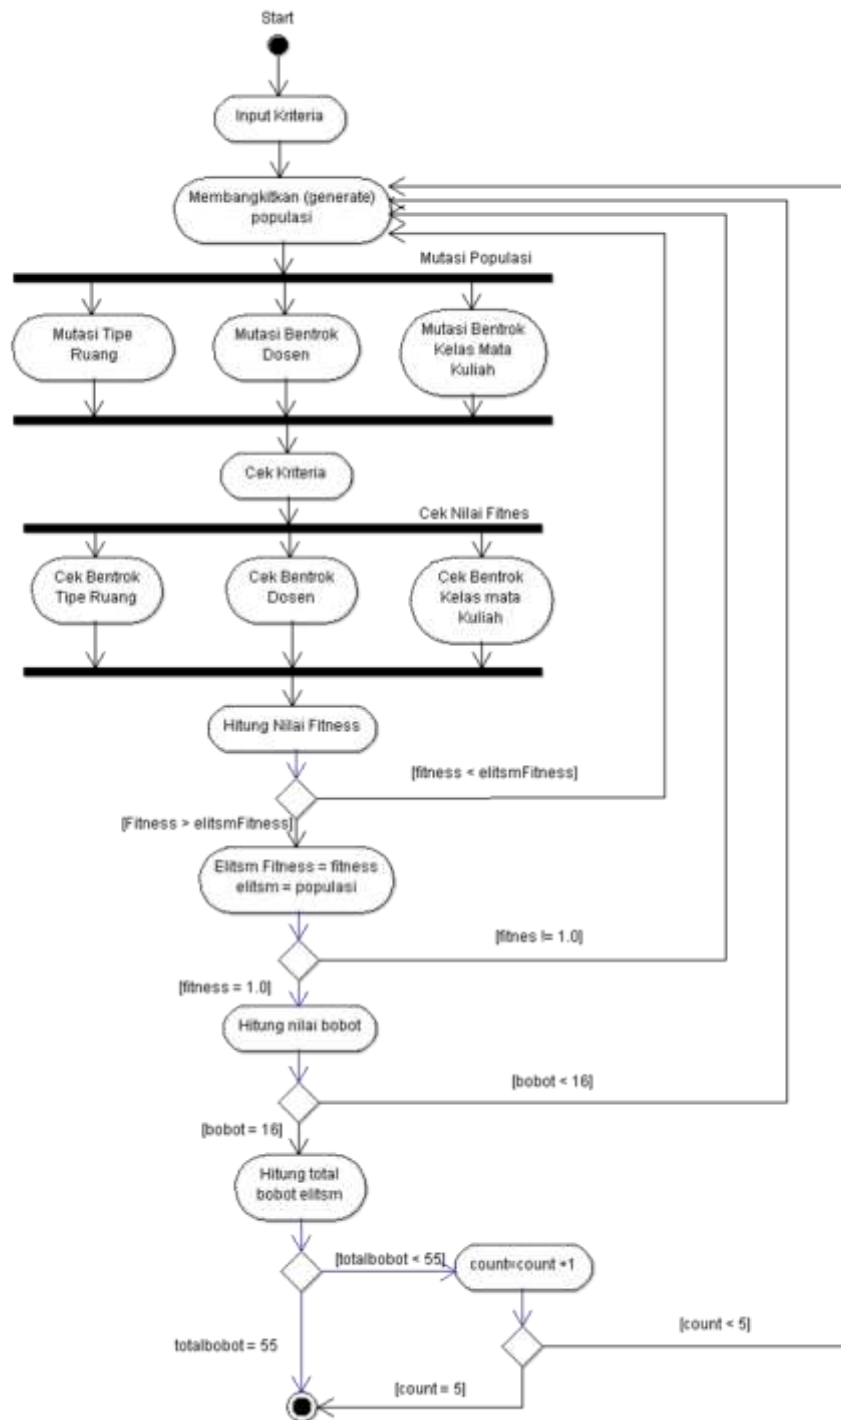 Start
Input Kriteria
Membangkitkan (generate)
populasi
Mutasi Populasi
Mutasi Tipe
Ruang
Mutasi Bentrok
Dosen
Mutasi Bentrok
Kelas Mata
Kuliah
Cek Kriteria
Cek Nilai Fitnes
Cek Bentrok
Tipe Ruang
Cek Bentrok
Dosen
Cek Bentrok
Kelas mata
Kuliah
Hitung Nilai Fitness
[fitness < elitsmFitness]
[Fitness > elitsmFitness]
Elitsm Fitness = fitness
elitsm = populasi
[fitnes != 1.0]
[fitness = 1.0]
Hitung nilai bobot
[bobot < 16]
[bobot = 16]
Hitung total
bobot elitsm
[totalbobot < 55]
count=count +1
[count < 5]
totalbobot = 55
[count = 5]